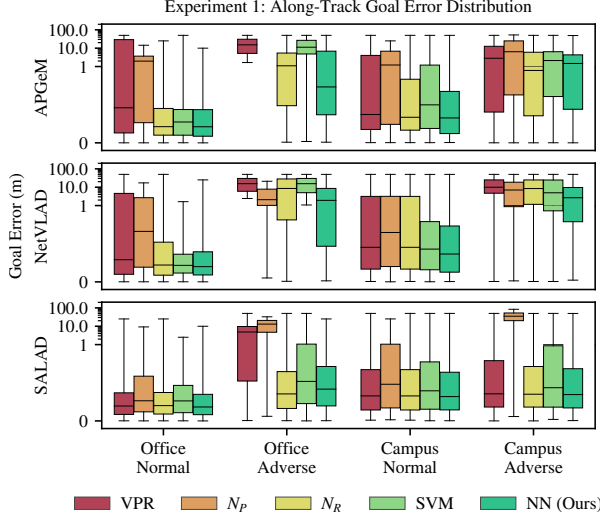 Experiment 1: Along-Track Goal Error Distribution
Goal Error (m)
APGeM
100.0
10.0
1
0
NetVLAD
100.0
10.0
1
0
SALAD
100.0
10.0
1
0
Office
Normal
Office
Adverse
Campus
Normal
Campus
Adverse
VPR
N_P
N_R
SVM
NN (Ours)